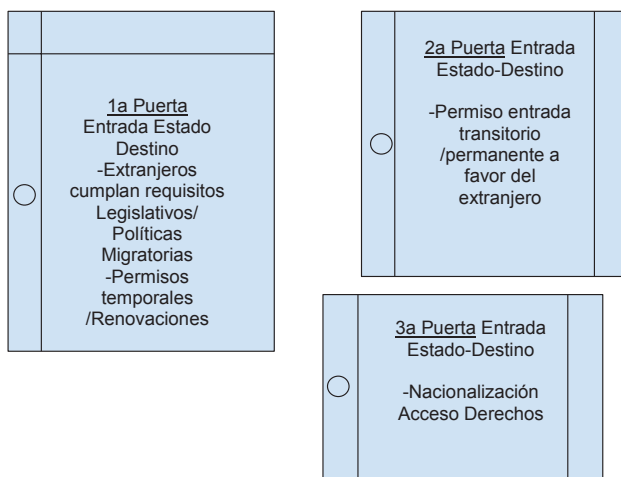 1a Puerta
Entrada Estado
Destino
-Extranjeros
cumplan requisitos
Legislativos/
Políticas
Migratorias
-Permisos
temporales
/Renovaciones
2a Puerta Entrada
Estado-Destino
-Permiso entrada
transitorio
/permanente a
favor del
extranjero
3a Puerta Entrada
Estado-Destino
-Nacionalización
Acceso Derechos